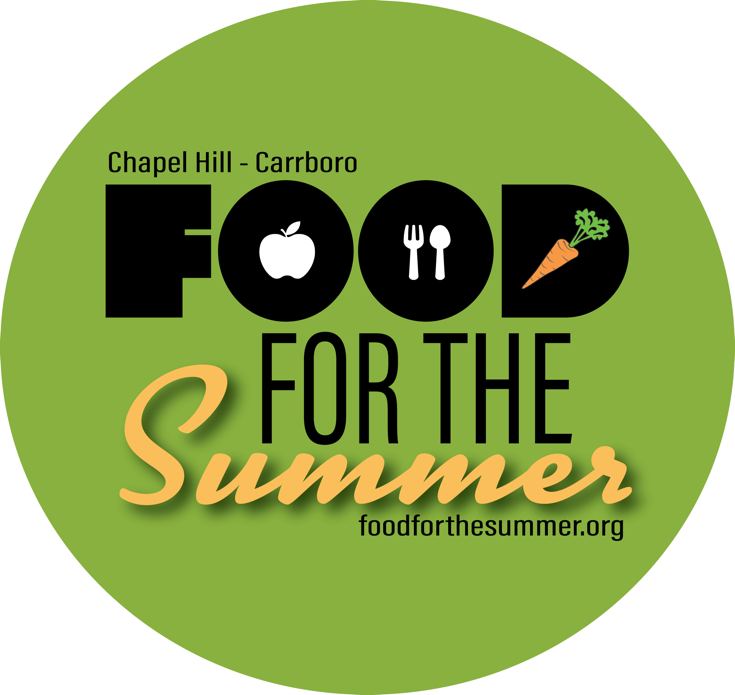 Chapel Hill - Carrboro
FOOD
FOR THE
Summer
foodforthesummer.org